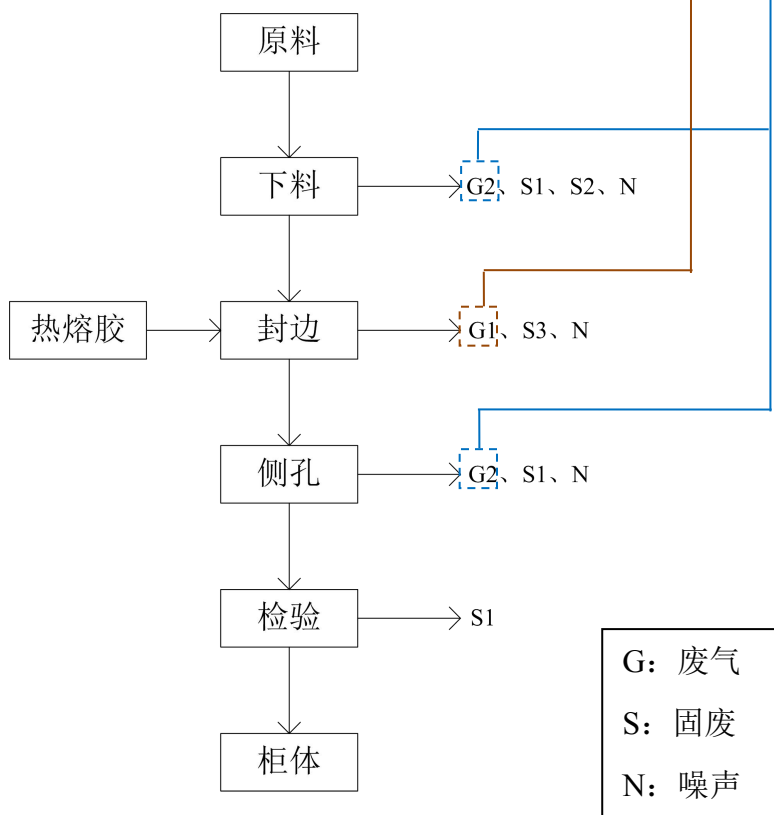 原料
下料
G2、S1、S2、N
热熔胶
封边
G1、S3、N
侧孔
G2、S1、N
检验
S1
柜体
G：废气
S：固废
N：噪声